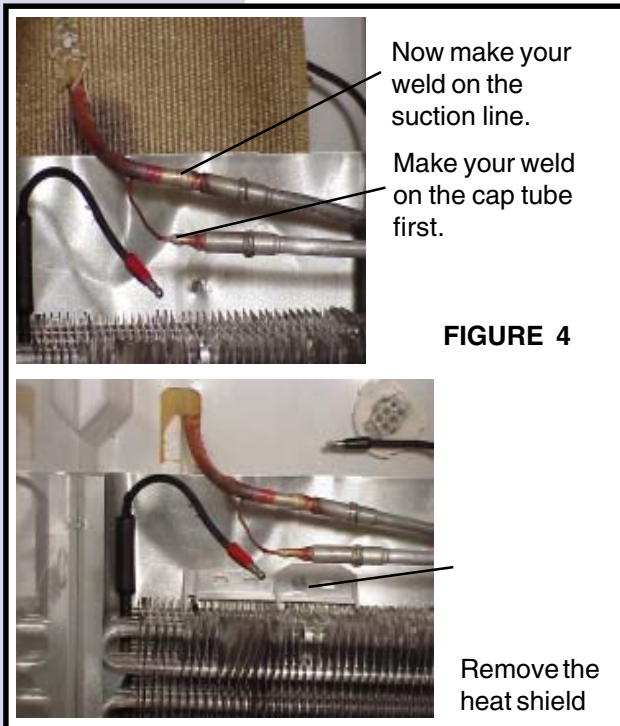 Now make your
weld on the
suction line.
Make your weld
on the cap tube
first.
FIGURE 4
Remove the
heat shield